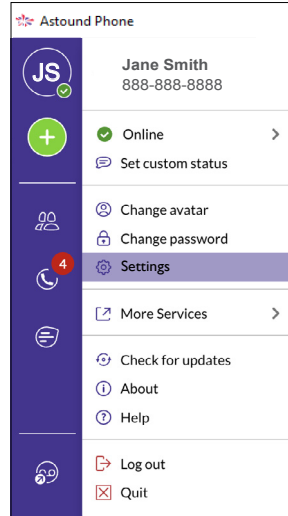 Astound Phone
JS
Jane Smith
888-888-8888
Online
Set custom status
Change avatar
Change password
4
Settings
More Services
Check for updates
About
Help
Log out
Quit